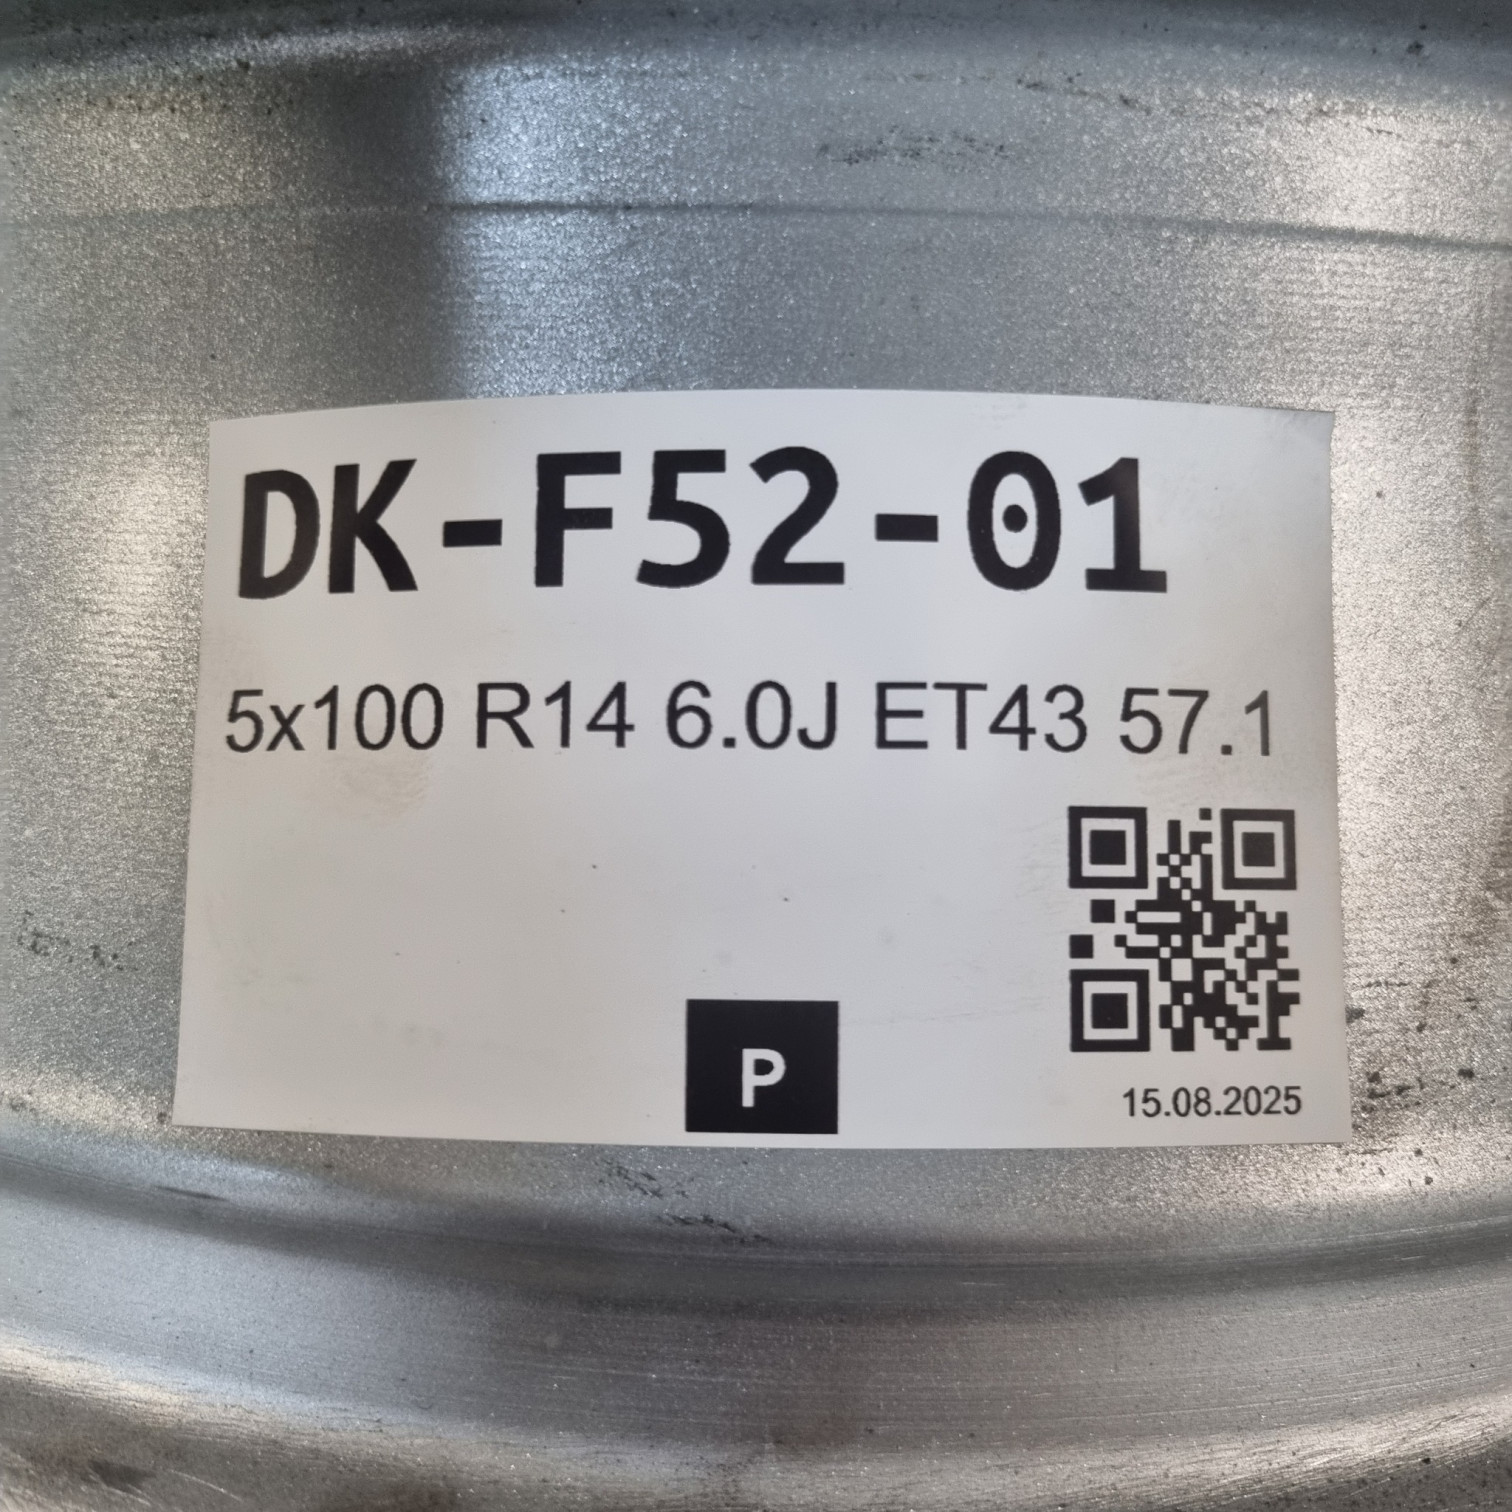 DK-F52-01
5x100 R14 6.0J ET43 57.1
P
15.08.2025